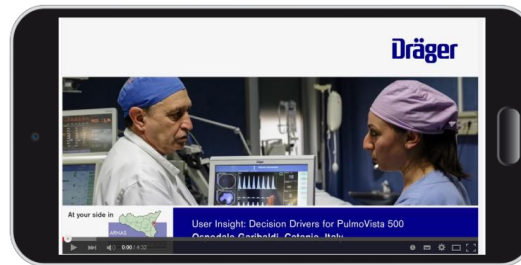 Dräger
At your side in
ARNAS
User Insight: Decision Drivers for PulmoVista 500
Ospedale Garibaldi, Catania, Italy
0:00 / 4:32